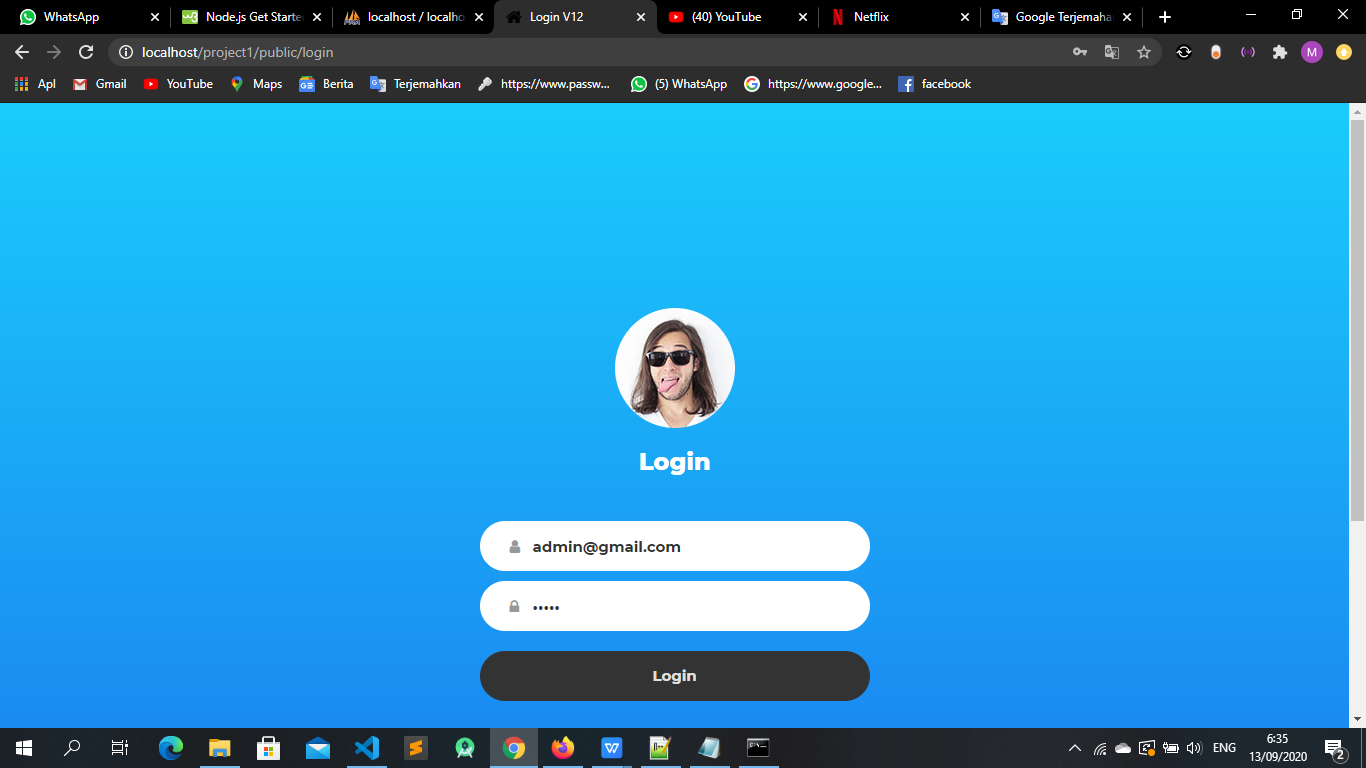 WhatsApp
Node.js Get Starte
localhost / localho
Login V12
(40) YouTube
Netflix
Google Terjemaha
localhost/project1/public/login
M
Apl
Gmail
YouTube
Maps
Berita
Terjemahkan
https://www.passw...
(5) WhatsApp
https://www.google...
facebook
Login
admin@gmail.com
•••••
Login
ENG
6:35
13/09/2020
2